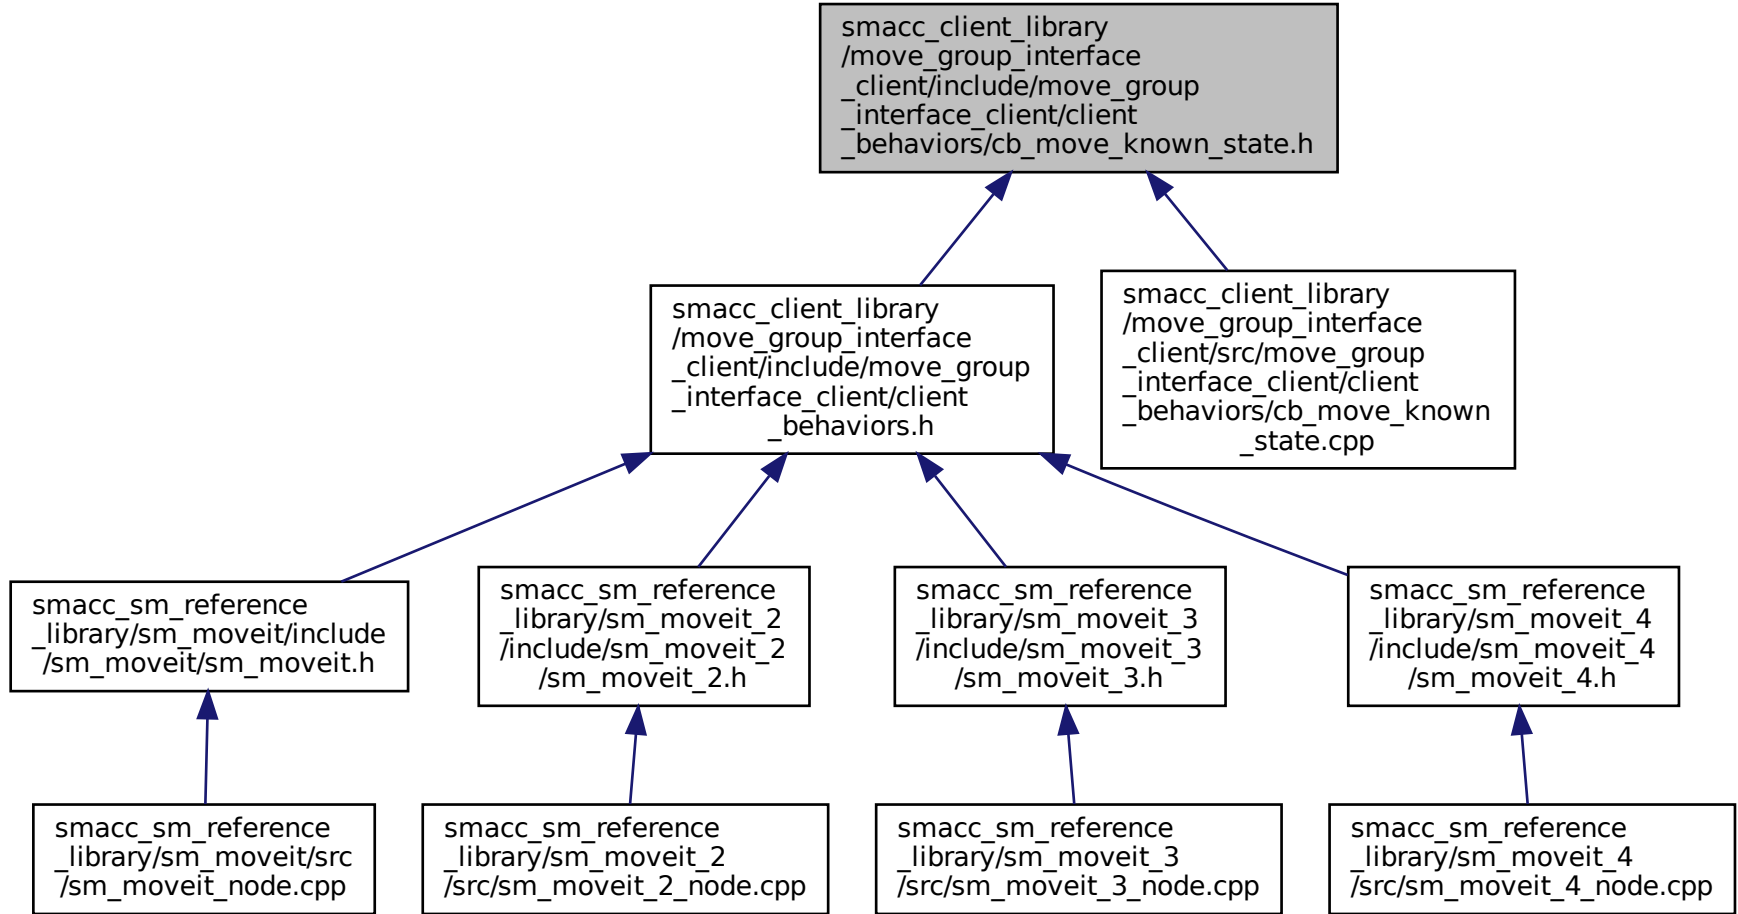 smacc_client_library
/move_group_interface
_client/include/move_group
_interface_client/client
_behaviors/cb_move_known_state.h
smacc_client_library
/move_group_interface
_client/include/move_group
_interface_client/client
_behaviors.h
smacc_client_library
/move_group_interface
_client/src/move_group
_interface_client/client
_behaviors/cb_move_known
_state.cpp
smacc_sm_reference
_library/sm_moveit/include
/sm_moveit/sm_moveit.h
smacc_sm_reference
_library/sm_moveit_2
/include/sm_moveit_2
/sm_moveit_2.h
smacc_sm_reference
_library/sm_moveit_3
/include/sm_moveit_3
/sm_moveit_3.h
smacc_sm_reference
_library/sm_moveit_4
/include/sm_moveit_4
/sm_moveit_4.h
smacc_sm_reference
_library/sm_moveit/src
/sm_moveit_node.cpp
smacc_sm_reference
_library/sm_moveit_2
/src/sm_moveit_2_node.cpp
smacc_sm_reference
_library/sm_moveit_3
/src/sm_moveit_3_node.cpp
smacc_sm_reference
_library/sm_moveit_4
/src/sm_moveit_4_node.cpp